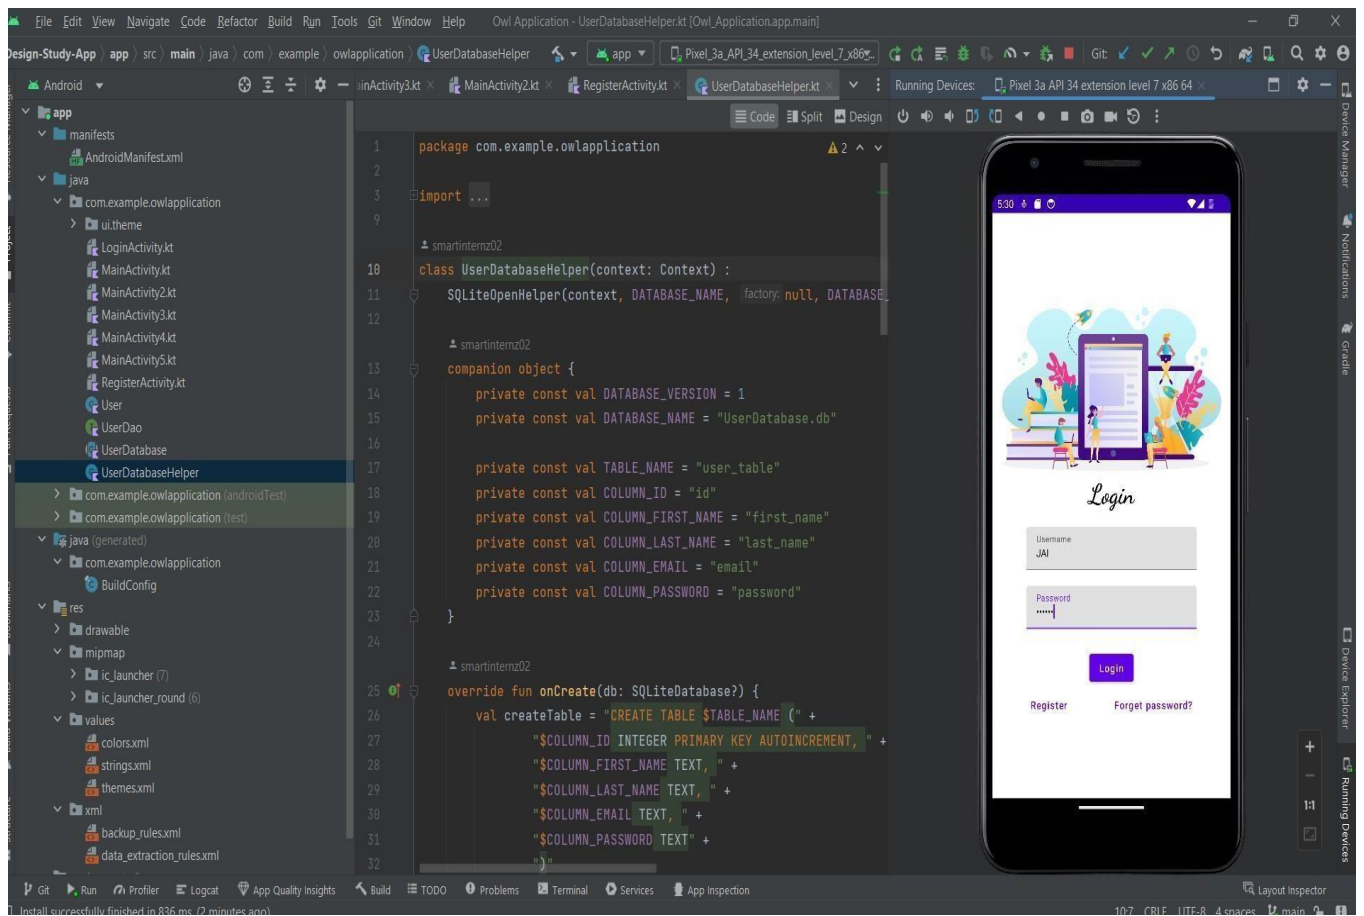 File Edit View Navigate Code Refactor Build Run Tools Git Window Help Owl Application - UserDatabaseHelper.kt [Owl_Application.app.main]
Design-Study-App app src main java com example owlapplication UserDatabaseHelper app Pixel_3a_API_34_extension_level_7_x86 Git:
Android
app
manifests
AndroidManifest.xml
java
com.example.owlapplication
ui.theme
LoginActivity.kt
MainActivity.kt
MainActivity2.kt
MainActivity3.kt
MainActivity4.kt
MainActivity5.kt
RegisterActivity.kt
User
UserDao
UserDatabase
UserDatabaseHelper
com.example.owlapplication (androidTest)
com.example.owlapplication (test)
java (generated)
com.example.owlapplication
BuildConfig
res
drawable
mipmap
ic_launcher (7)
ic_launcher_round (6)
values
colors.xml
strings.xml
themes.xml
xml
backup_rules.xml
data_extraction_rules.xml
ainActivity3.kt MainActivity2.kt RegisterActivity.kt UserDatabaseHelper.kt
Code Split Design
2
1 package com.example.owlapplication
2
3 import ...
9
smartinternz02
10 class UserDatabaseHelper(context: Context) :
11 SQLiteOpenHelper(context, DATABASE_NAME, factory: null, DATABASE_
12
smartinternz02
13 companion object {
14 private const val DATABASE_VERSION = 1
15 private const val DATABASE_NAME = "UserDatabase.db"
16
17 private const val TABLE_NAME = "user_table"
18 private const val COLUMN_ID = "id"
19 private const val COLUMN_FIRST_NAME = "first_name"
20 private const val COLUMN_LAST_NAME = "last_name"
21 private const val COLUMN_EMAIL = "email"
22 private const val COLUMN_PASSWORD = "password"
23 }
24
smartinternz02
25 override fun onCreate(db: SQLiteDatabase?) {
26 val createTable = "CREATE TABLE $TABLE_NAME (" +
27 "$COLUMN_ID INTEGER PRIMARY KEY AUTOINCREMENT, " +
28 "$COLUMN_FIRST_NAME TEXT, " +
29 "$COLUMN_LAST_NAME TEXT, " +
30 "$COLUMN_EMAIL TEXT, " +
31 "$COLUMN_PASSWORD TEXT" +
32 ")"
Running Devices: Pixel 3a API 34 extension level 7 x86 64
5:30
Login
Username
JAI
Password
••••••
Login
Register Forget password?
1:1
Device Manager
Notifications
Gradle
Device Explorer
Running Devices
Git Run Profiler Logcat App Quality Insights Build TODO Problems Terminal Services App Inspection Layout Inspector
Install successfully finished in 836 ms. (2 minutes ago) 10:7 CRLF UTF-8 4 spaces main